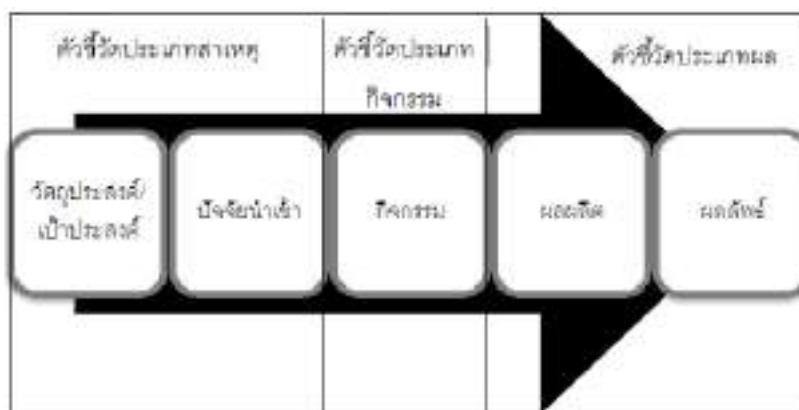 ตัวชี้วัดประเภทสาเหตุ
ตัวชี้วัดประเภท
กิจกรรม
ตัวชี้วัดประเภทผล
วัตถุประสงค์/
เป้าประสงค์
ปัจจัยนำเข้า
กิจกรรม
ผลผลิต
ผลลัพธ์